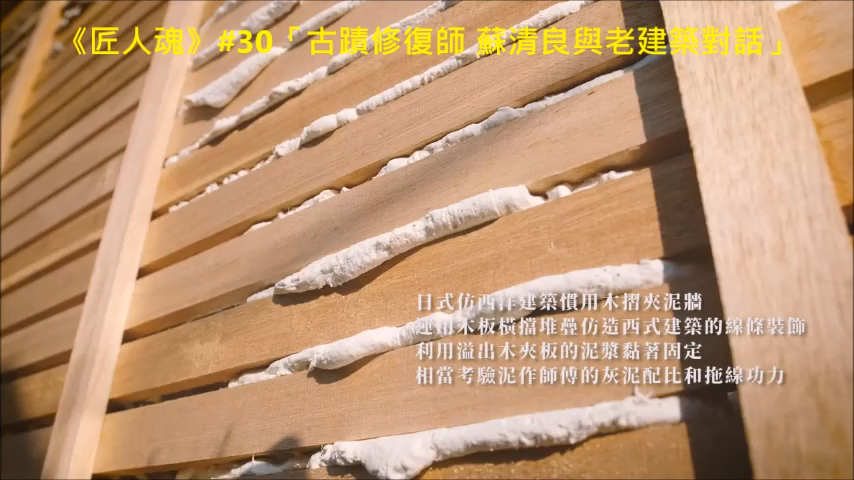 《匠人魂》#30「古蹟修復師 蘇清良與老建築對話」
日式仿西洋建築慣用木摺夾泥牆
運用木板橫擋堆疊仿造西式建築的線條裝飾
利用溢出木夾板的泥漿黏著固定
相當考驗泥作師傅的灰泥配比和拖線功力